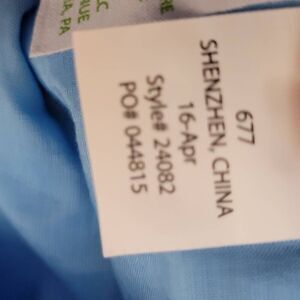 677
SHENZHEN, CHINA
16-Apr
Style# 24082
PO# 044815